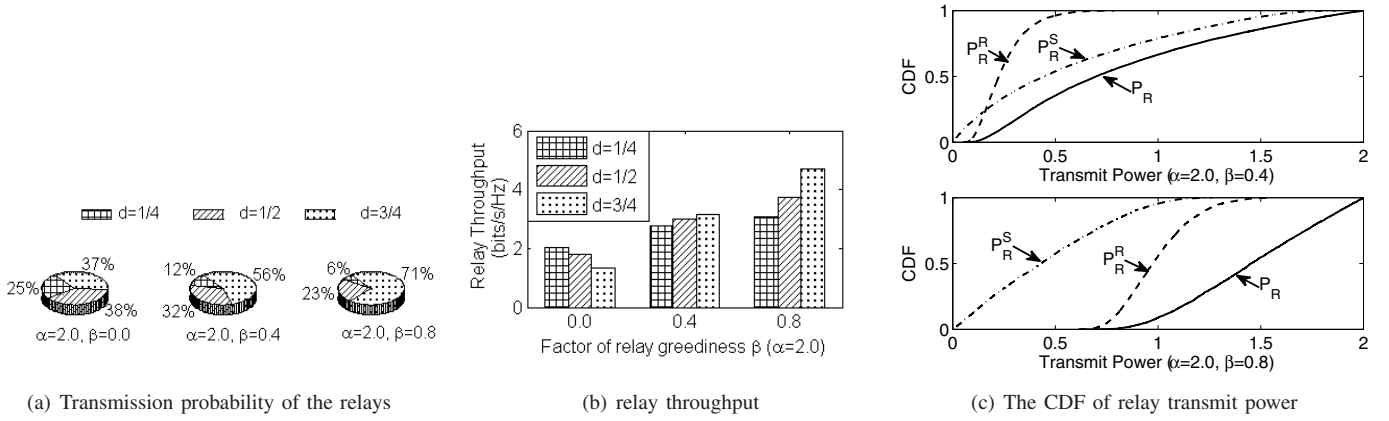 d=1/4 d=1/2 d=3/4
37%
25%
38%
α=2.0, β=0.0
12%
56%
32%
α=2.0, β=0.4
6%
71%
23%
α=2.0, β=0.8
(a) Transmission probability of the relays
Relay Throughput
(bits/s/Hz)
6
4
2
0
d=1/4
d=1/2
d=3/4
0.0 0.4 0.8
Factor of relay greediness β (α=2.0)
(b) relay throughput
CDF
1
0.5
0
P_R^R
P_R^S
P_R
0 0.5 1 1.5 2
Transmit Power (α=2.0, β=0.4)
CDF
1
0.5
0
P_R^S
P_R^R
P_R
0 0.5 1 1.5 2
Transmit Power (α=2.0, β=0.8)
(c) The CDF of relay transmit power